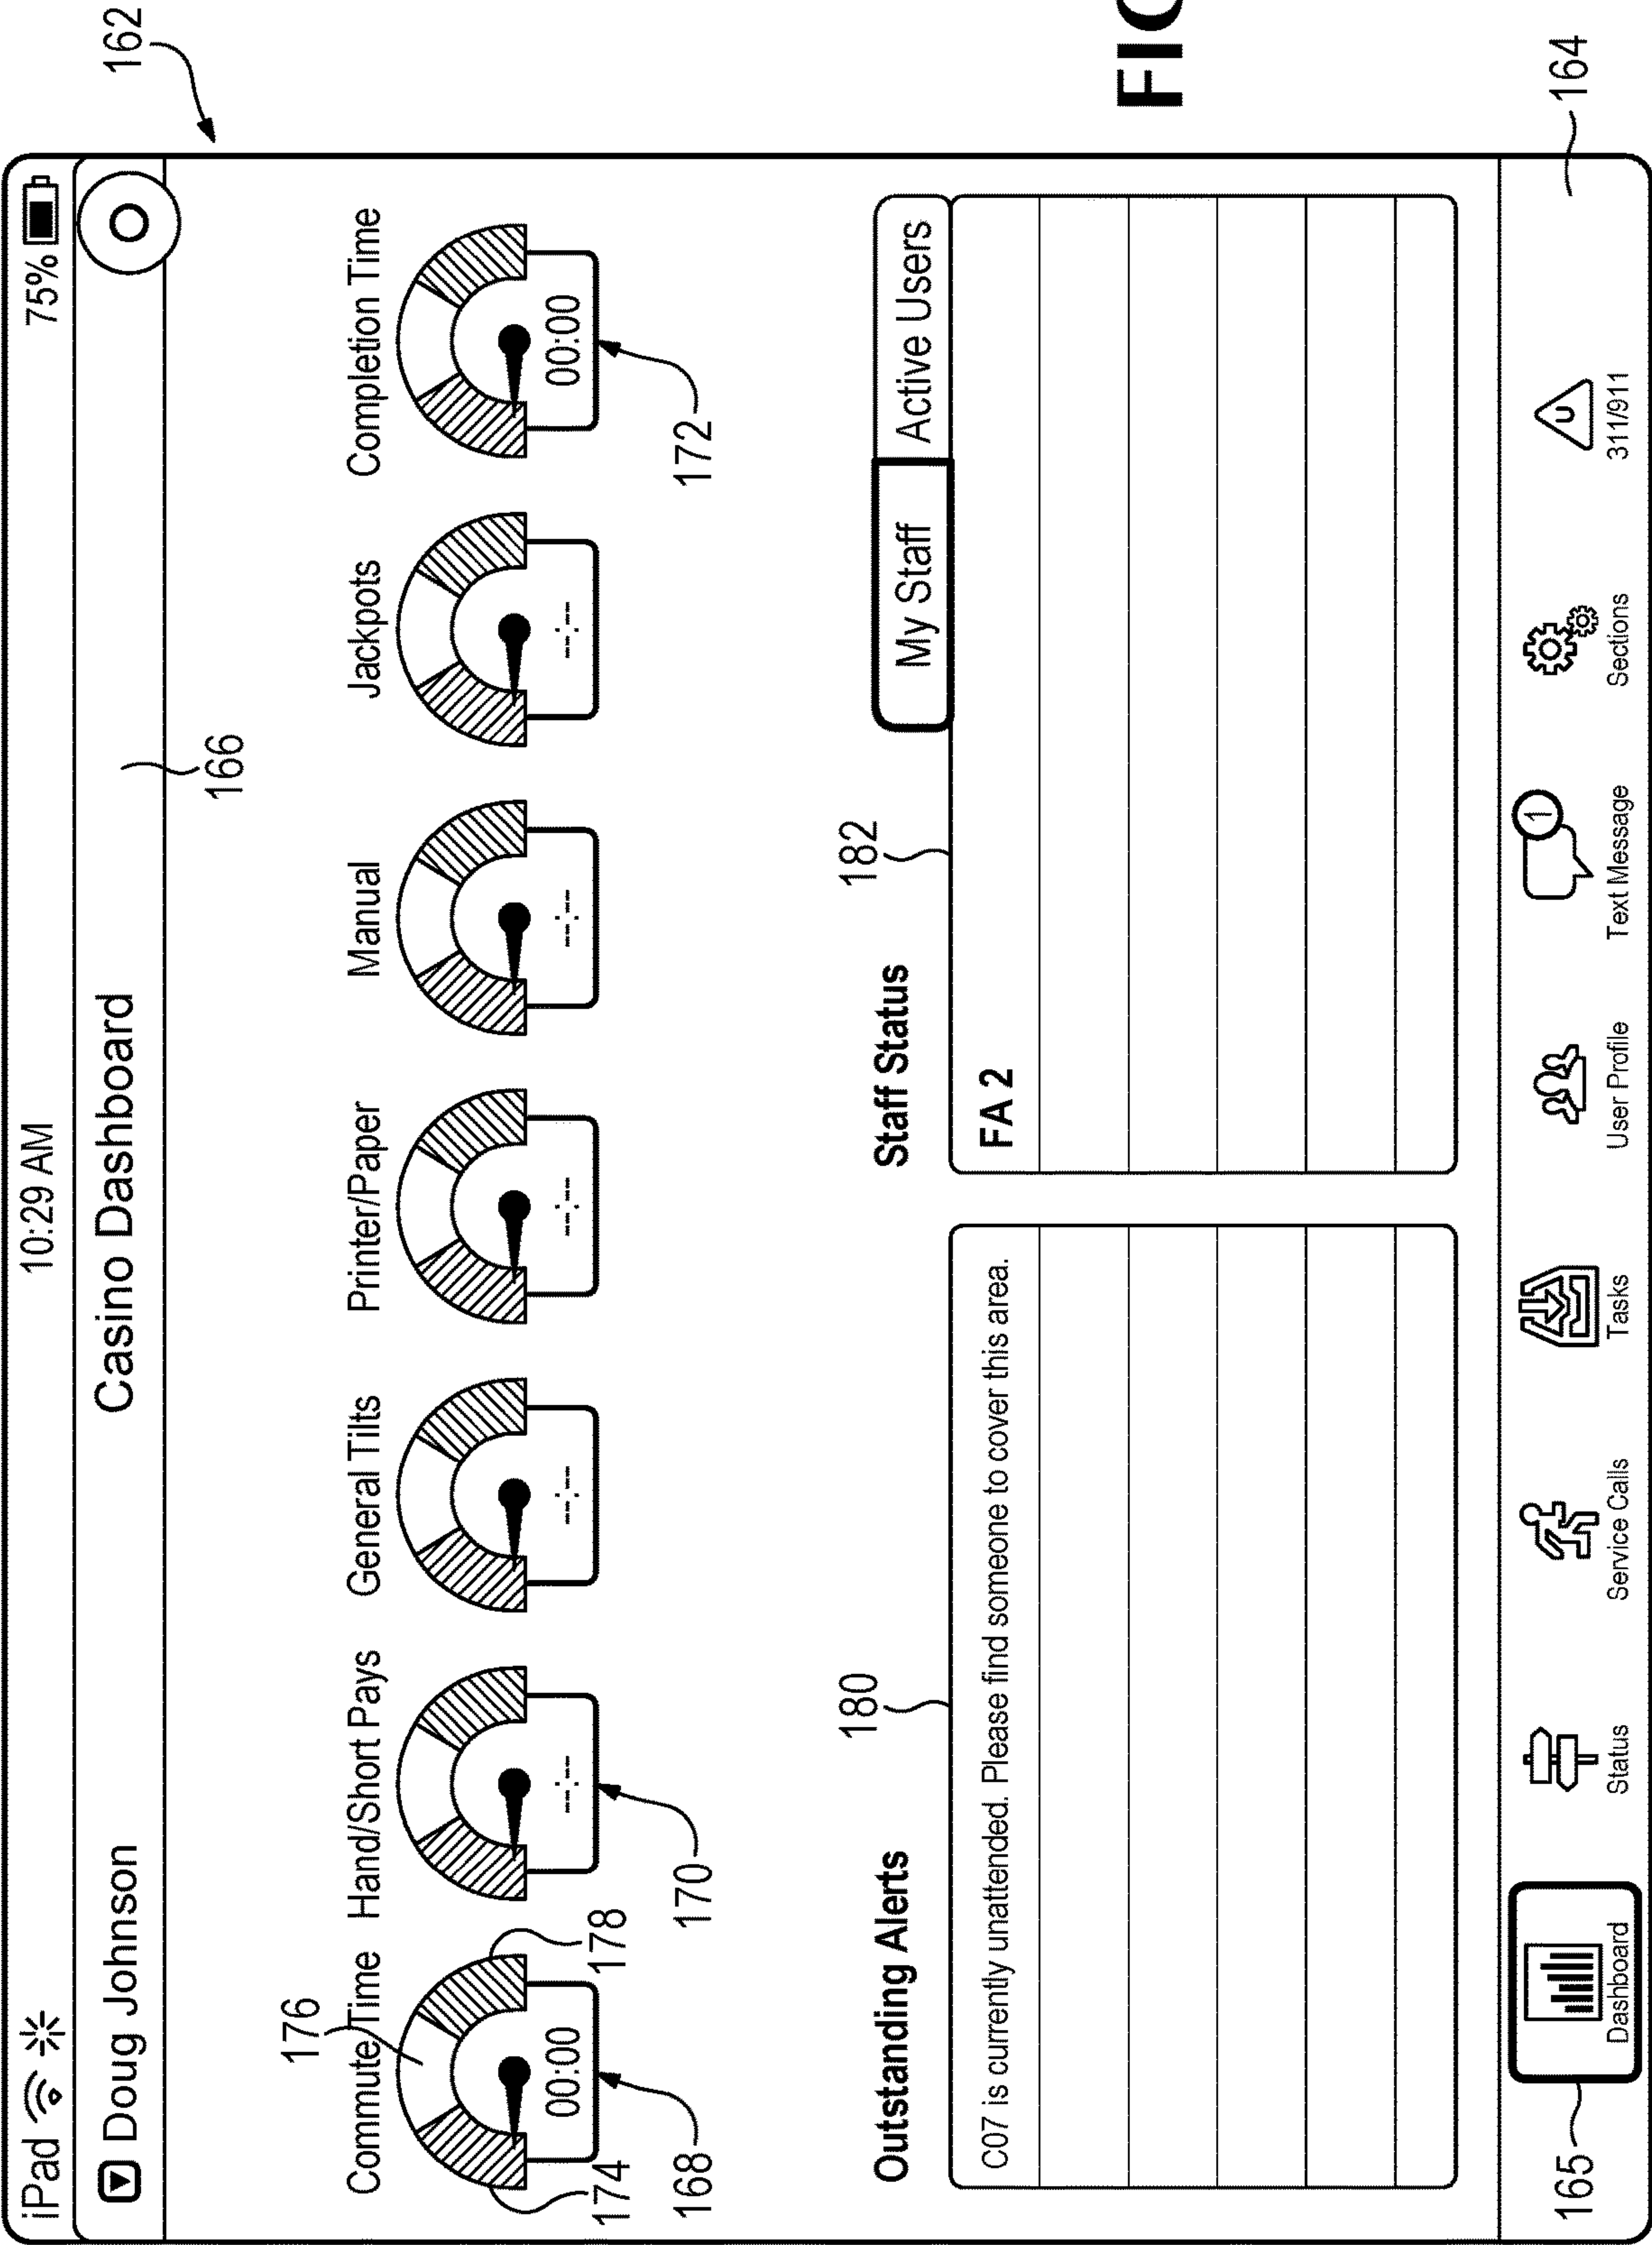 iPad 10:29 AM 75%
Doug Johnson Casino Dashboard
162
166
176
Commute Time Hand/Short Pays General Tilts Printer/Paper Manual Jackpots Completion Time
00:00 --:-- --:-- --:-- --:-- --:-- 00:00
174 178
168 170 172
180 182
Outstanding Alerts Staff Status My Staff Active Users
C07 is currently unattended. Please find someone to cover this area. FA 2
1
Dashboard Status Service Calls Tasks User Profile Text Message Sections 311/911
165 164